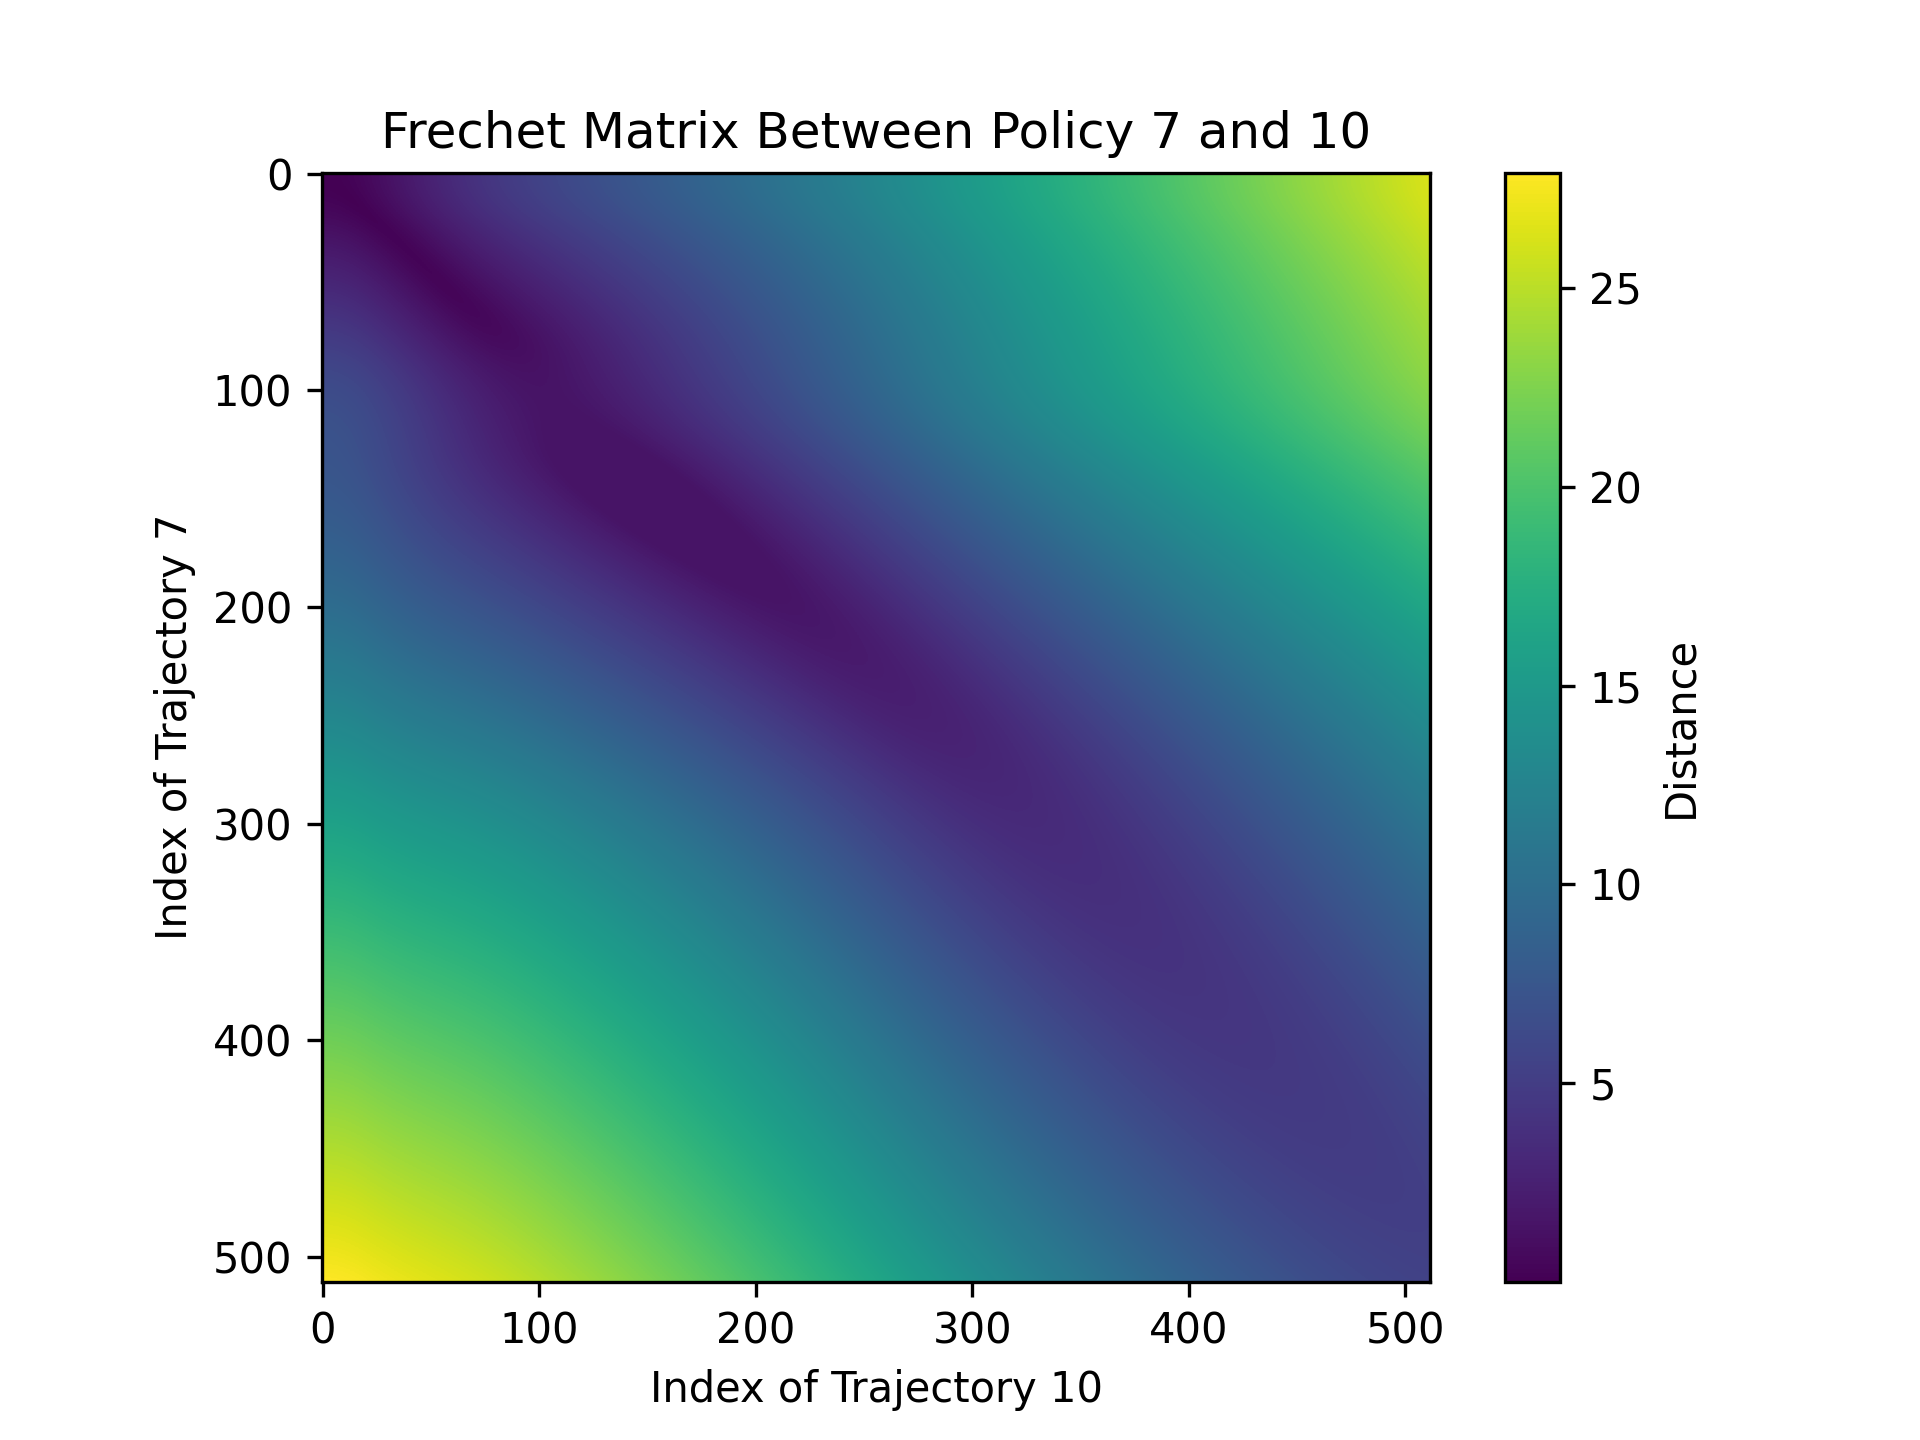 Frechet Matrix Between Policy 7 and 10
0
100
200
300
400
500
Index of Trajectory 7
0 100 200 300 400 500
Index of Trajectory 10
25
20
15
10
5
Distance